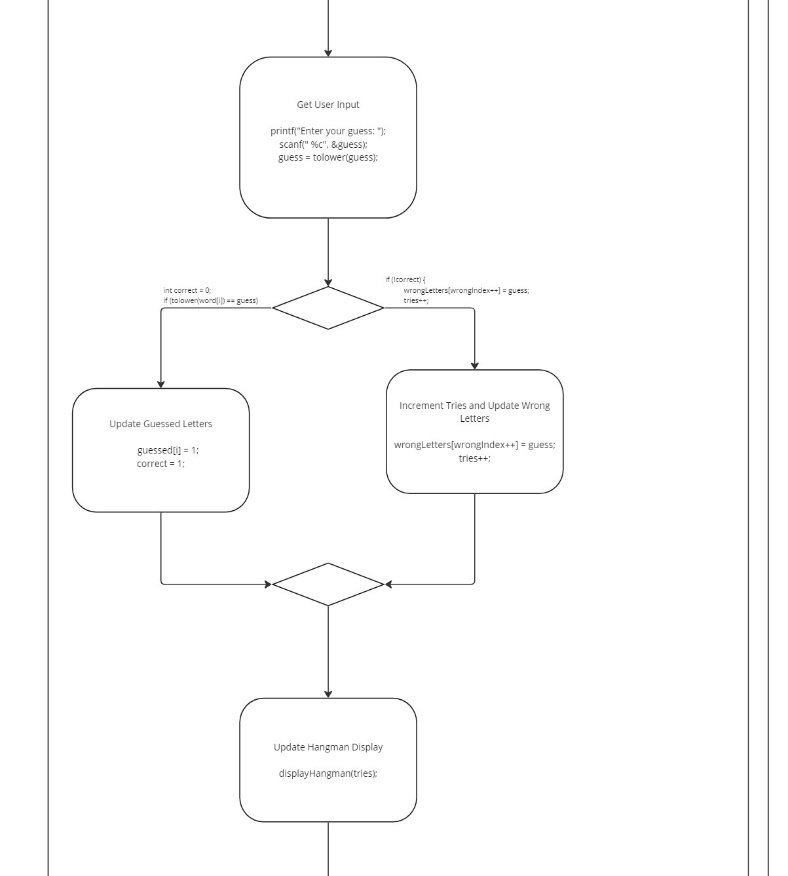 Get User Input
printf("Enter your guess: ");
scanf(" %c", &guess);
guess = tolower(guess);
int correct = 0;
if (tolower(word[i]) == guess)
if (!correct) {
wrongLetters[wrongIndex++] = guess;
tries++;
Update Guessed Letters
guessed[i] = 1;
correct = 1;
Increment Tries and Update Wrong
Letters
wrongLetters[wrongIndex++] = guess;
tries++;
Update Hangman Display
displayHangman(tries);